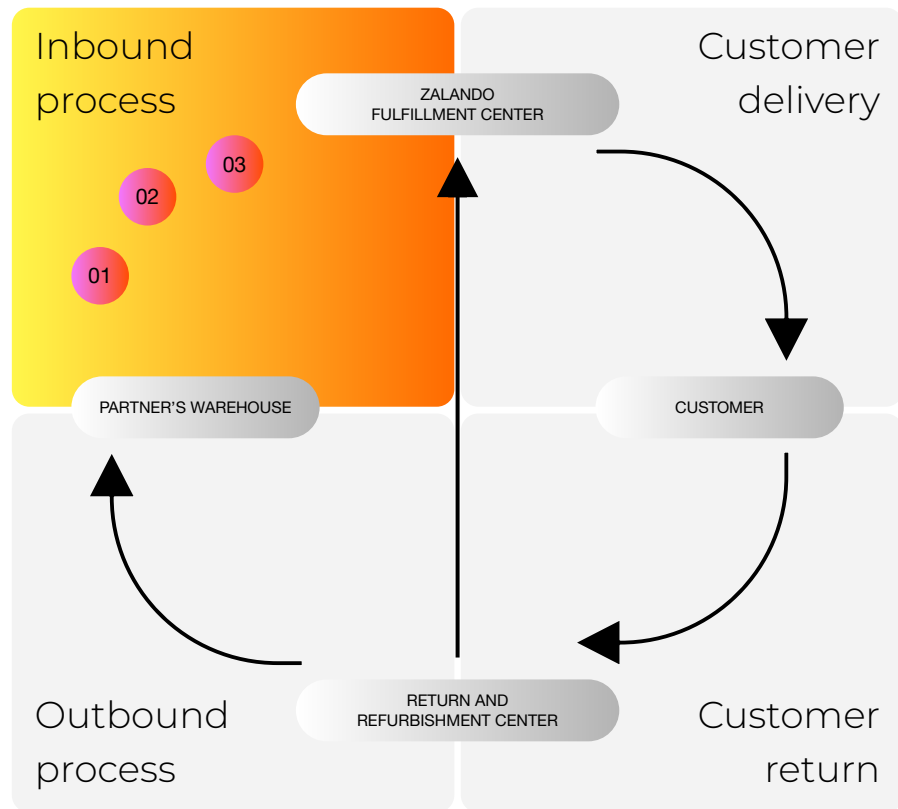 Inbound
process
Customer
delivery
ZALANDO
FULFILLMENT CENTER
03
02
01
PARTNER’S WAREHOUSE
CUSTOMER
RETURN AND
REFURBISHMENT CENTER
Outbound
process
Customer
return